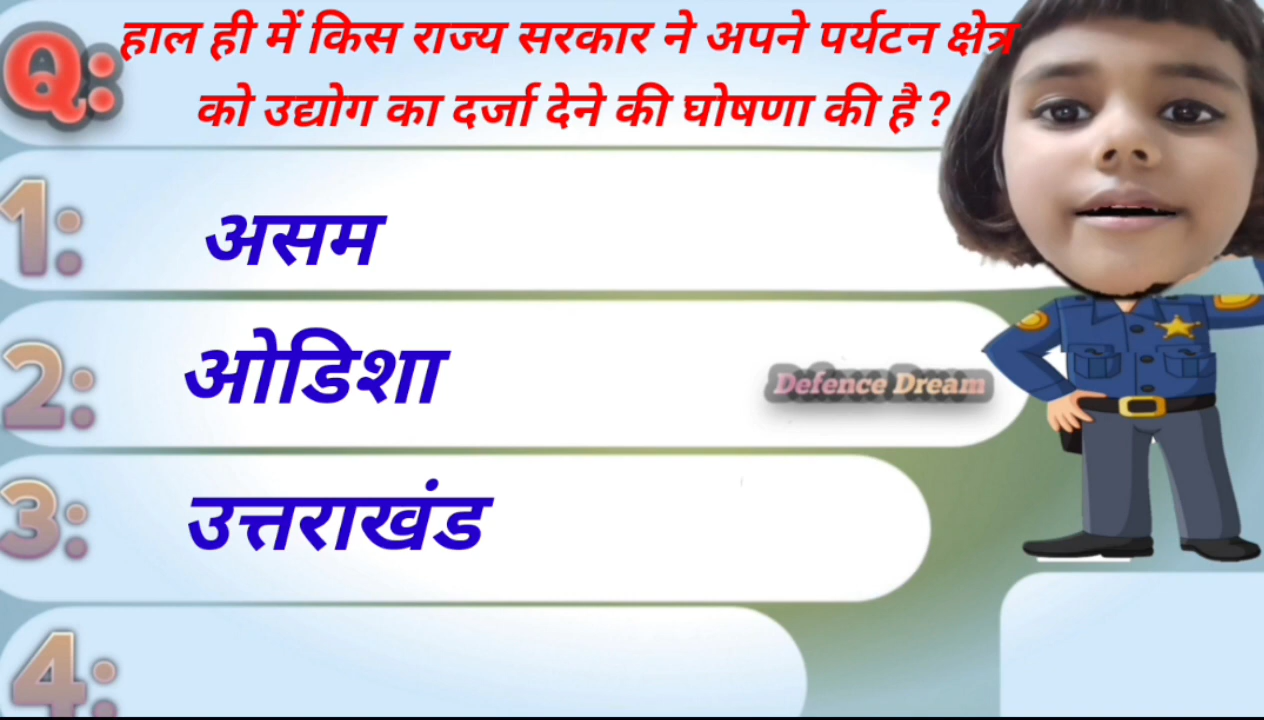 Q: हाल ही में किस राज्य सरकार ने अपने पर्यटन क्षेत्र
को उद्योग का दर्जा देने की घोषणा की है ?
1: असम
2: ओडिशा
Defence Dream
3: उत्तराखंड
4: